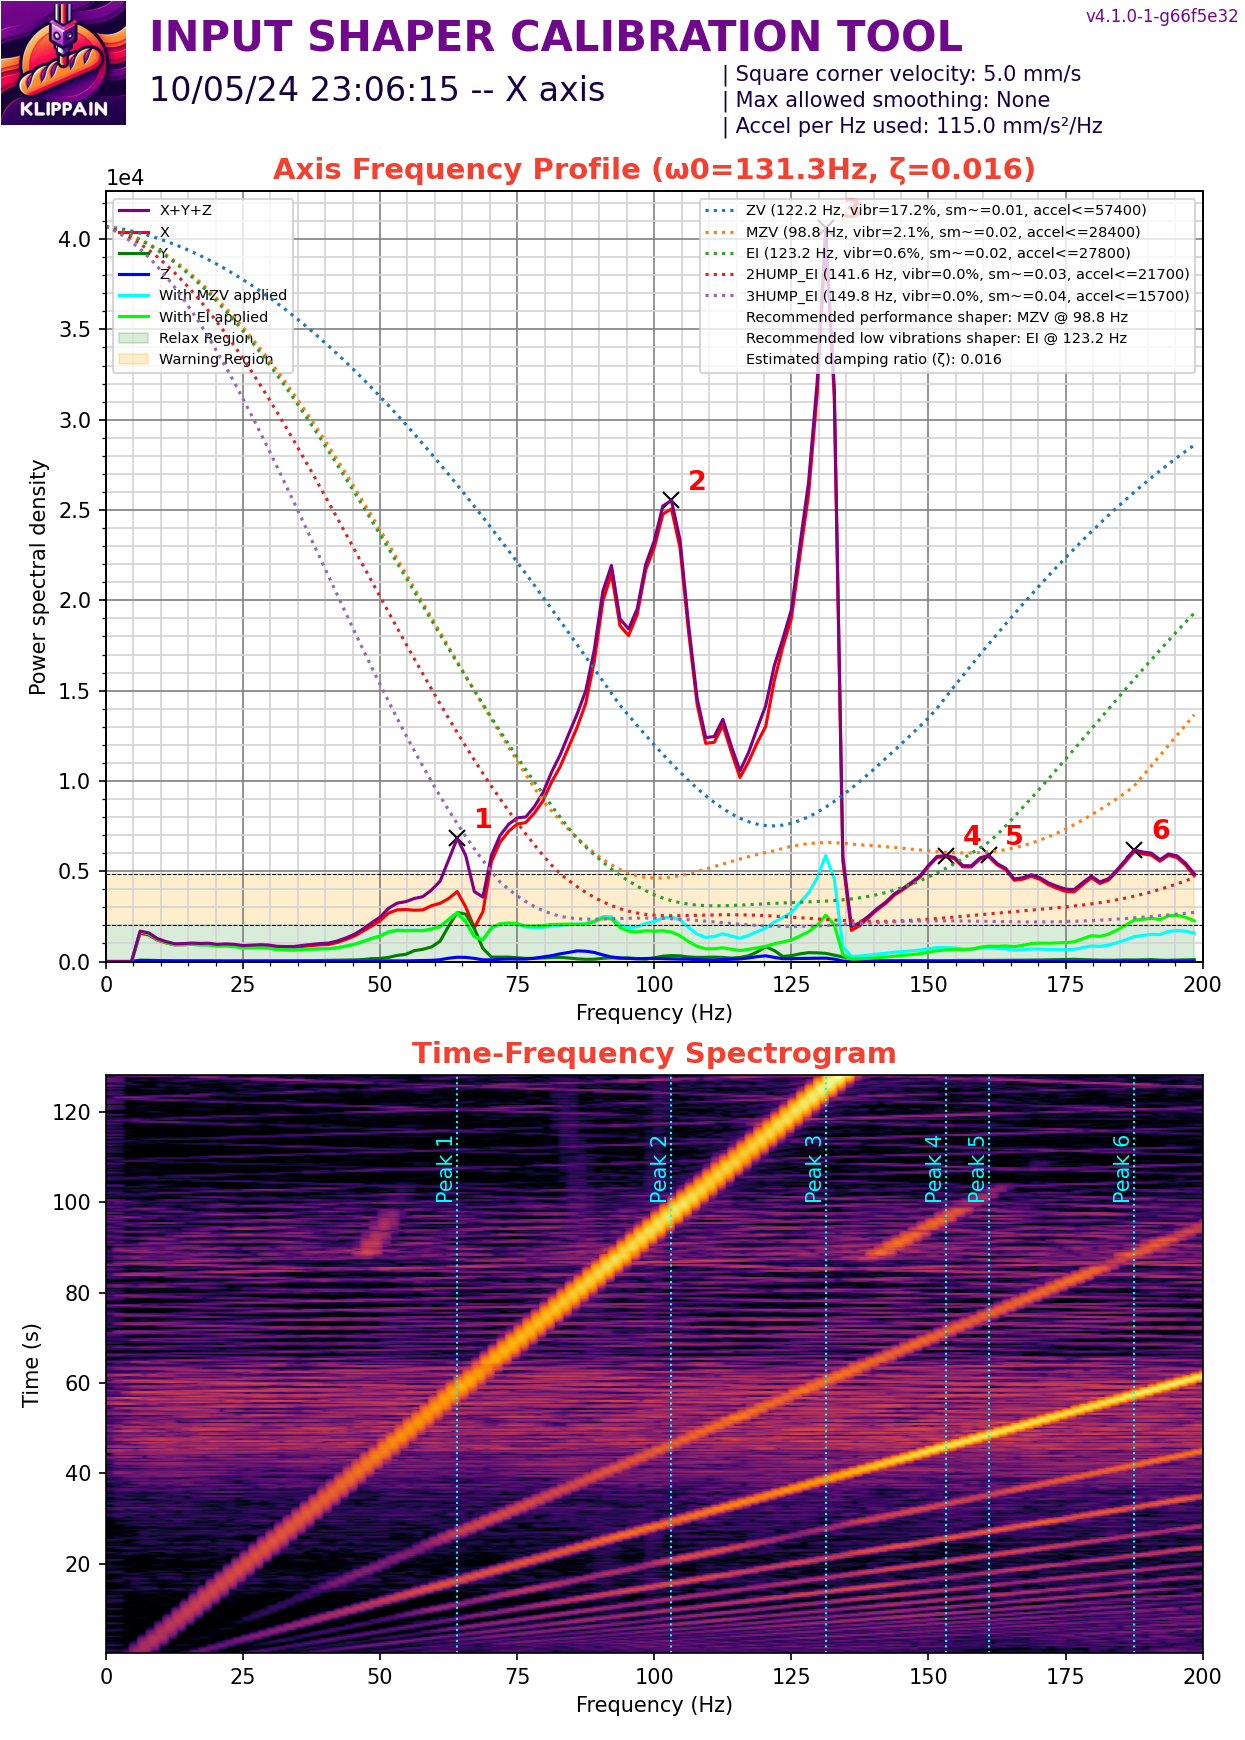 v4.1.0-1-g66f5e32
INPUT SHAPER CALIBRATION TOOL
10/05/24 23:06:15 -- X axis
| Square corner velocity: 5.0 mm/s
| Max allowed smoothing: None
| Accel per Hz used: 115.0 mm/s²/Hz
KLIPPAIN
Axis Frequency Profile (ω0=131.3Hz, ζ=0.016)
1e4
X+Y+Z
X
Y
Z
With MZV applied
With EI applied
Relax Region
Warning Region
ZV (122.2 Hz, vibr=17.2%, sm~=0.01, accel<=57400)
MZV (98.8 Hz, vibr=2.1%, sm~=0.02, accel<=28400)
EI (123.2 Hz, vibr=0.6%, sm~=0.02, accel<=27800)
2HUMP_EI (141.6 Hz, vibr=0.0%, sm~=0.03, accel<=21700)
3HUMP_EI (149.8 Hz, vibr=0.0%, sm~=0.04, accel<=15700)
Recommended performance shaper: MZV @ 98.8 Hz
Recommended low vibrations shaper: EI @ 123.2 Hz
Estimated damping ratio (ζ): 0.016
3
4.0
3.5
3.0
2.5
2.0
1.5
1.0
0.5
0.0
Power spectral density
1
2
4
5
6
0 25 50 75 100 125 150 175 200
Frequency (Hz)
Time-Frequency Spectrogram
120
100
80
60
40
20
Time (s)
Peak 1
Peak 2
Peak 3
Peak 4
Peak 5
Peak 6
0 25 50 75 100 125 150 175 200
Frequency (Hz)